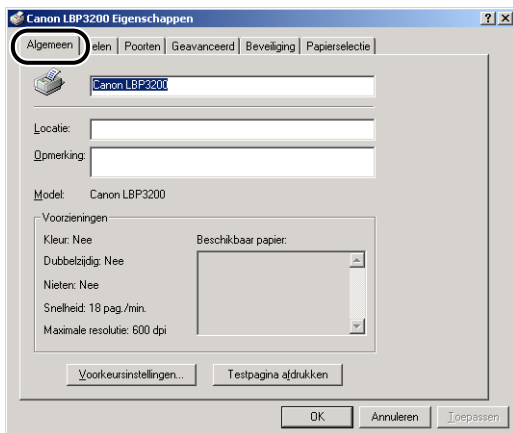 Canon LBP3200 Eigenschappen
Algemeen elen Poorten Geavanceerd Beveiliging Papierselectie
Canon LBP3200
Locatie:
Opmerking:
Model: Canon LBP3200
Voorzieningen
Kleur: Nee Beschikbaar papier:
Dubbelzijdig: Nee
Nieten: Nee
Snelheid: 18 pag./min.
Maximale resolutie: 600 dpi
Voorkeursinstellingen... Testpagina afdrukken
OK Annuleren Toepassen